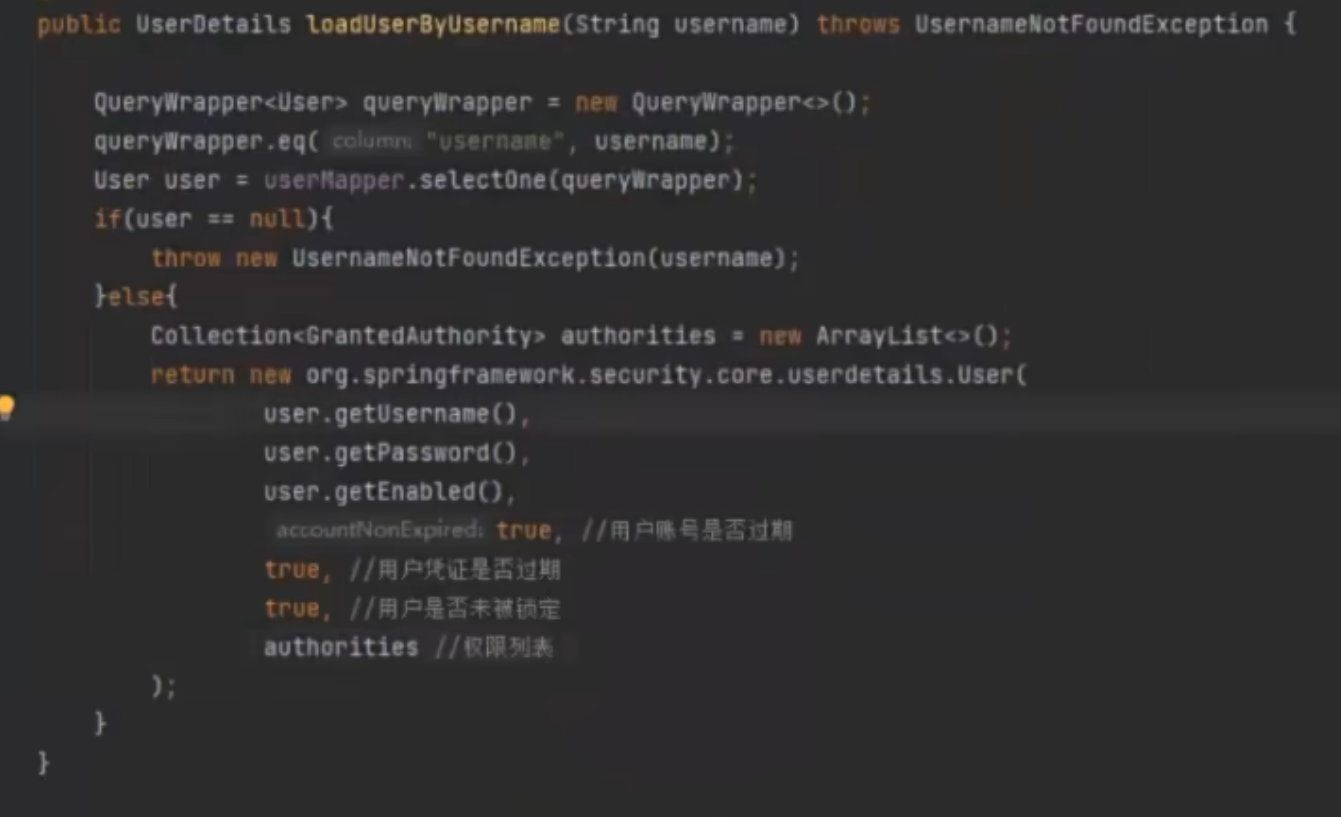 public UserDetails loadUserByUsername(String username) throws UsernameNotFoundException {
QueryWrapper<User> queryWrapper = new QueryWrapper<>();
queryWrapper.eq( column: "username", username);
User user = userMapper.selectOne(queryWrapper);
if(user == null){
throw new UsernameNotFoundException(username);
}else{
Collection<GrantedAuthority> authorities = new ArrayList<>();
return new org.springframework.security.core.userdetails.User(
user.getUsername(),
user.getPassword(),
user.getEnabled(),
accountNonExpired: true, //用户账号是否过期
true, //用户凭证是否过期
true, //用户是否未被锁定
authorities //权限列表
);
}
}